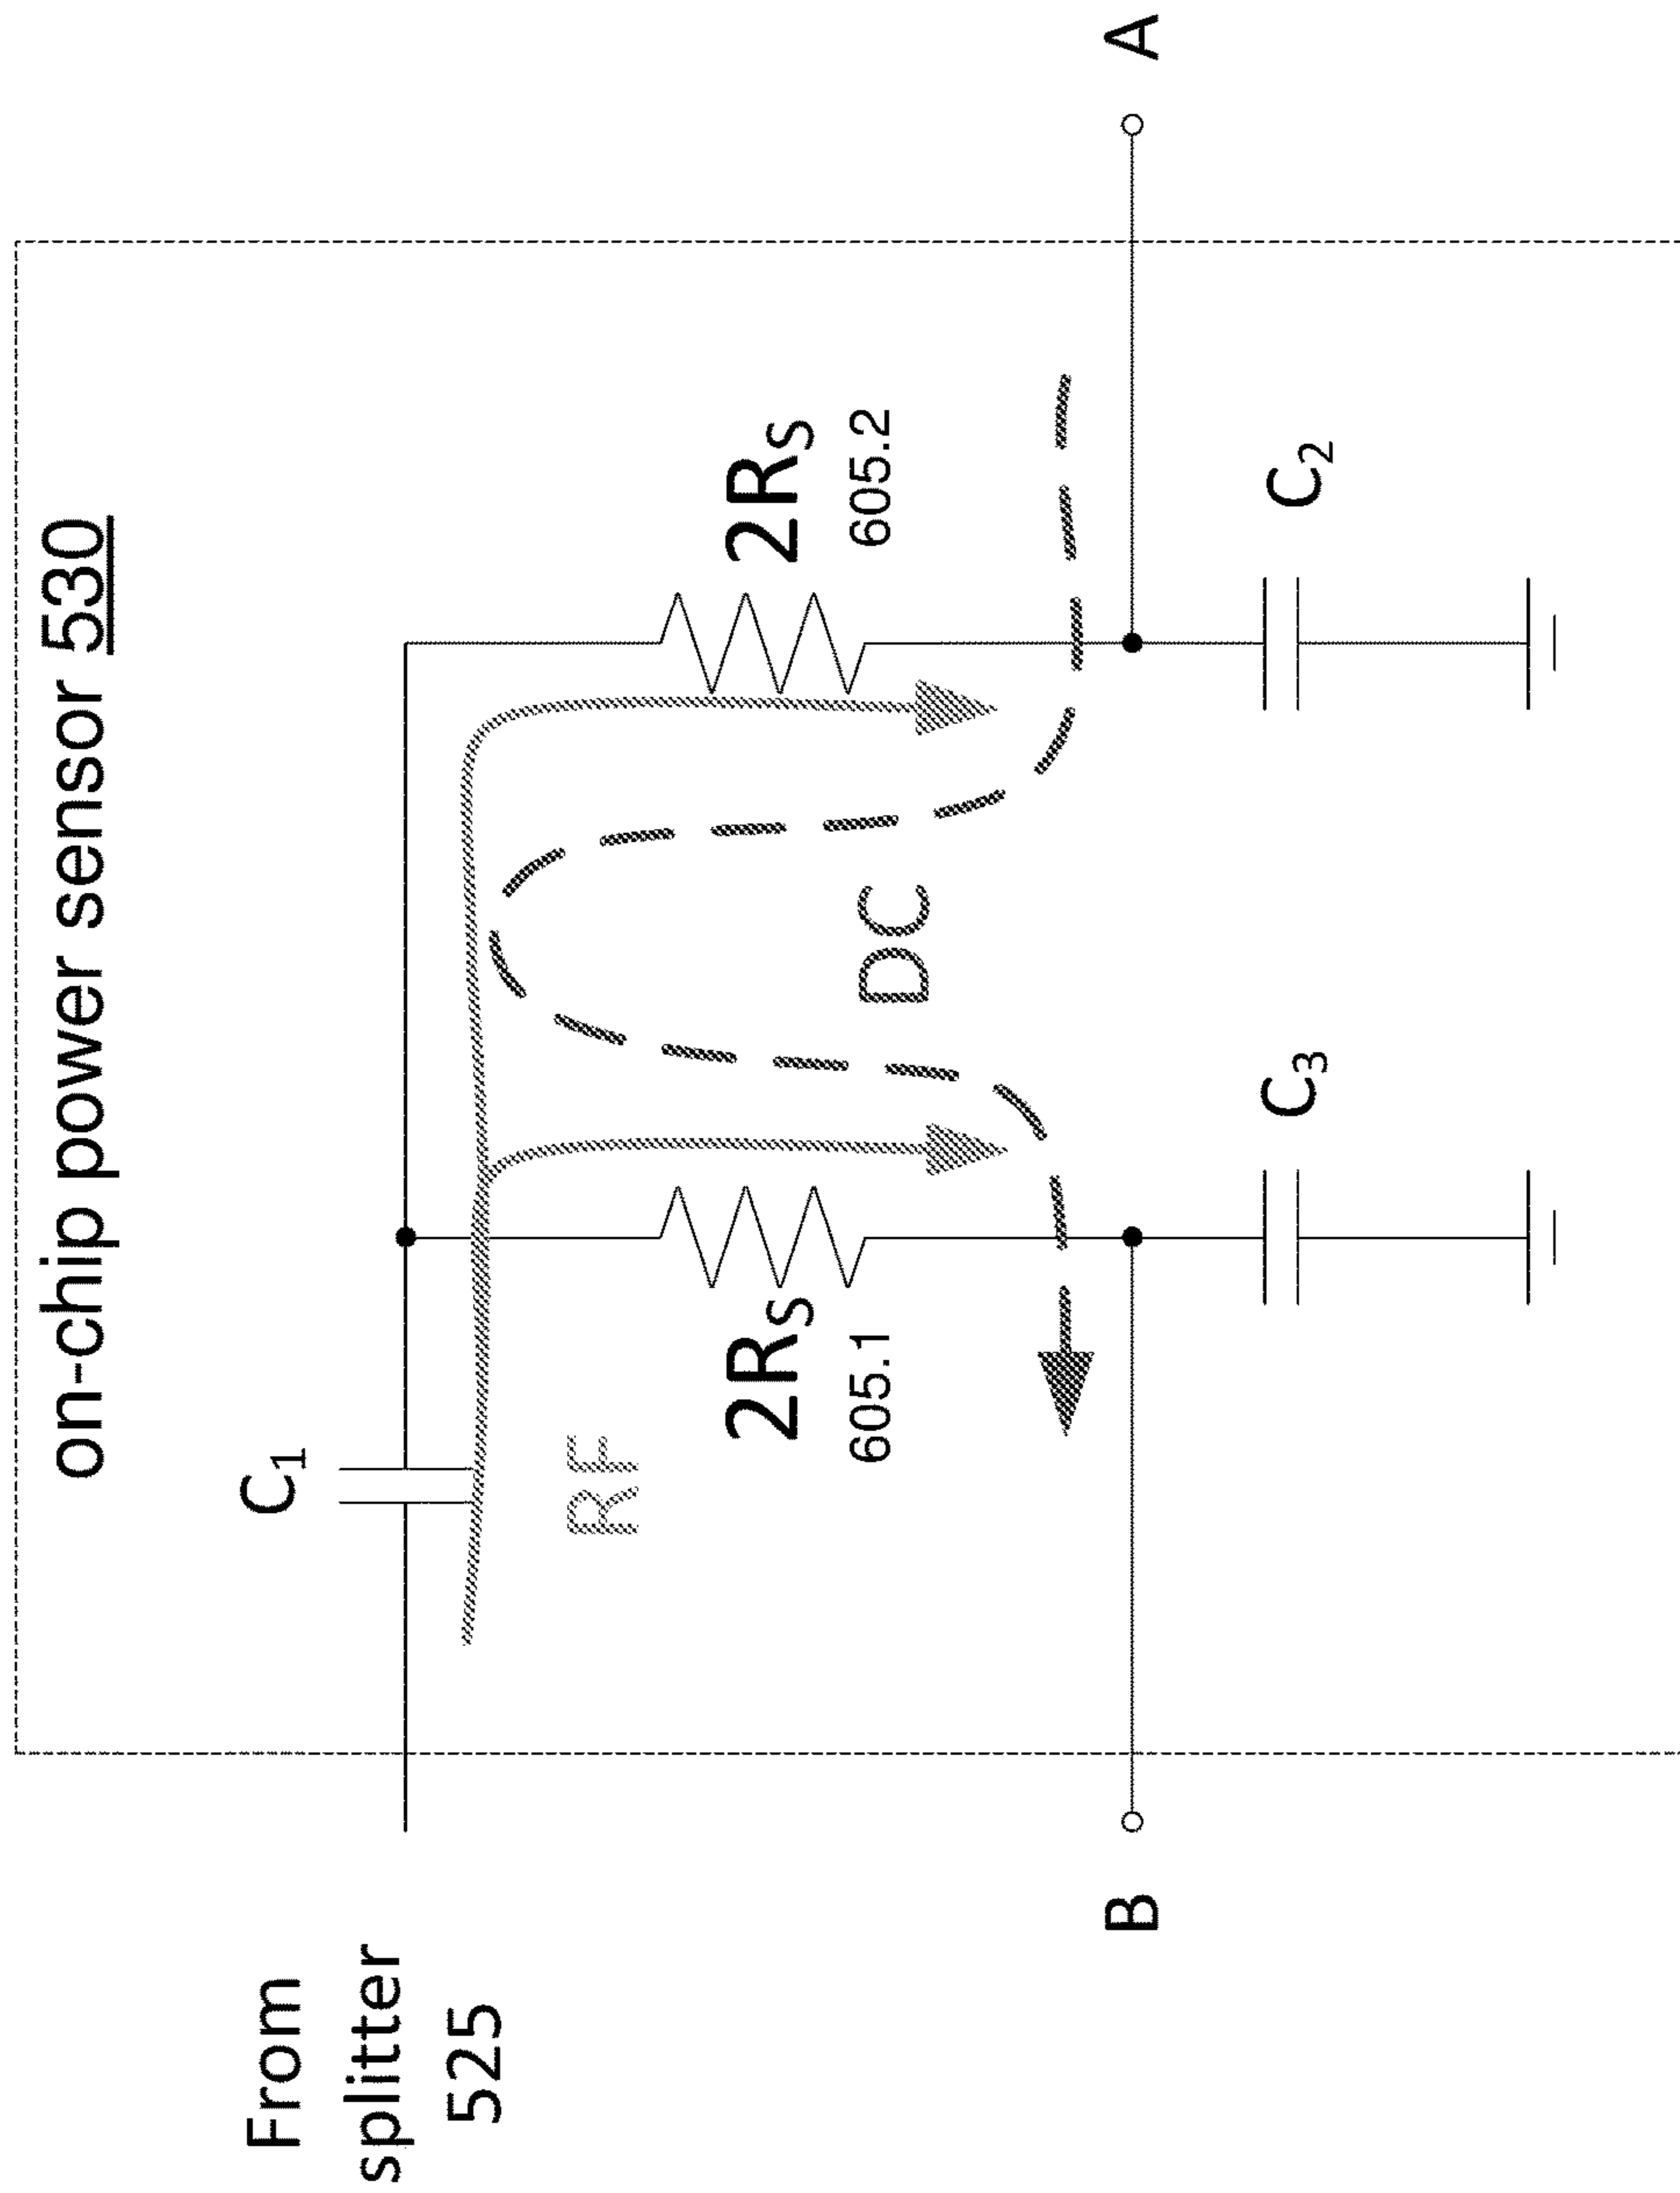 on-chip power sensor 530
From
splitter
525
C1
RF
2RS
605.1
DC
2RS
605.2
B
A
C3
C2